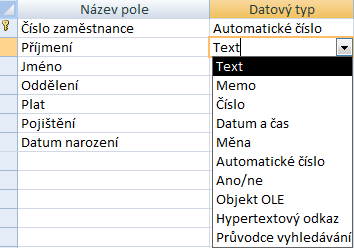 Název pole Datový typ
Číslo zaměstnance Automatické číslo
Příjmení Text
Jméno Text
Oddělení Memo
Plat Číslo
Pojištění Datum a čas
Datum narození Měna
Automatické číslo
Ano/ne
Objekt OLE
Hypertextový odkaz
Průvodce vyhledávání